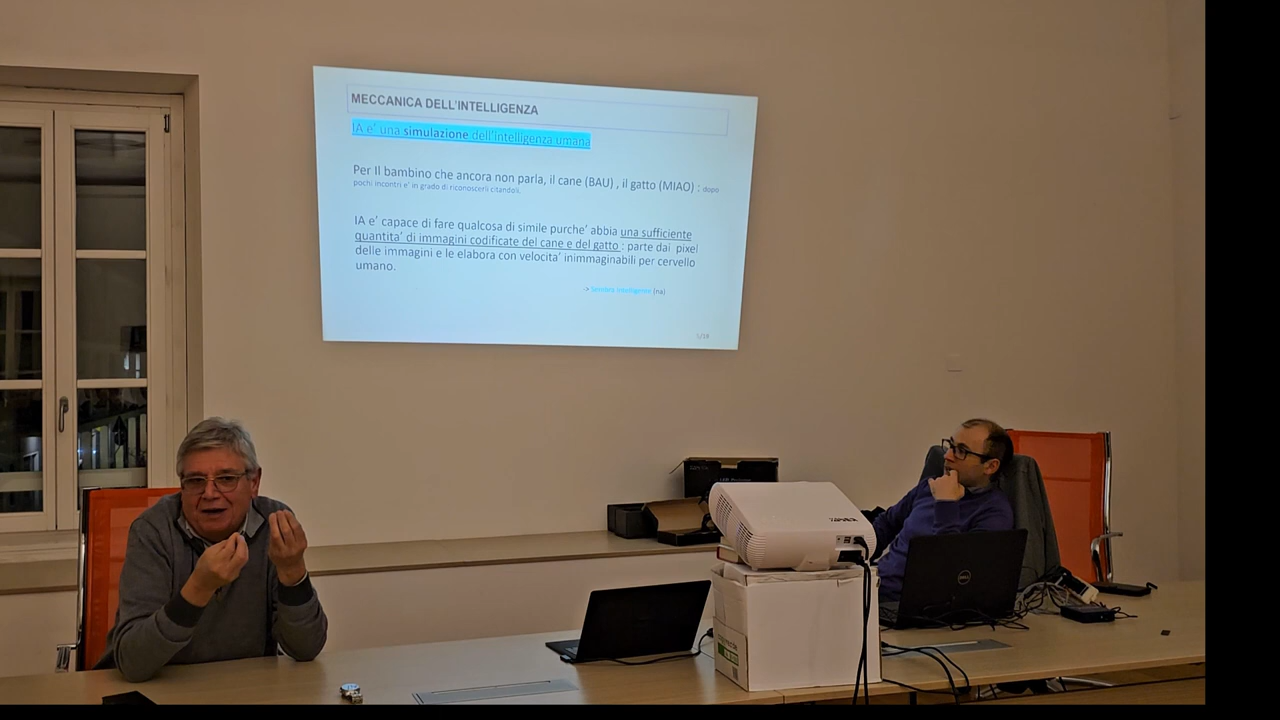 MECCANICA DELL'INTELLIGENZA
IA e' una simulazione dell'intelligenza umana
Per Il bambino che ancora non parla, il cane (BAU) , il gatto (MIAO) : dopo
pochi incontri e' in grado di riconoscerli citandoli.
IA e' capace di fare qualcosa di simile purche' abbia una sufficiente
quantita' di immagini codificate del cane e del gatto : parte dai pixel
delle immagini e le elabora con velocita' inimmaginabili per cervello
umano.
-> (na)
DELL